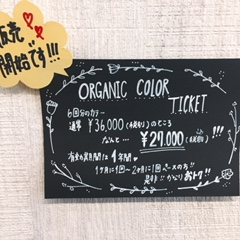 販売
開始です!!!
ORGANIC COLOR
TICKET.
6回分のカラー
通常 ¥36,000(税別)のところ
なんと… ¥27,000(税別)!!!
有効期間は1年間
1ヶ月に1回〜2ヶ月に1回ペースの方!!
是非!! かなりおトク!!